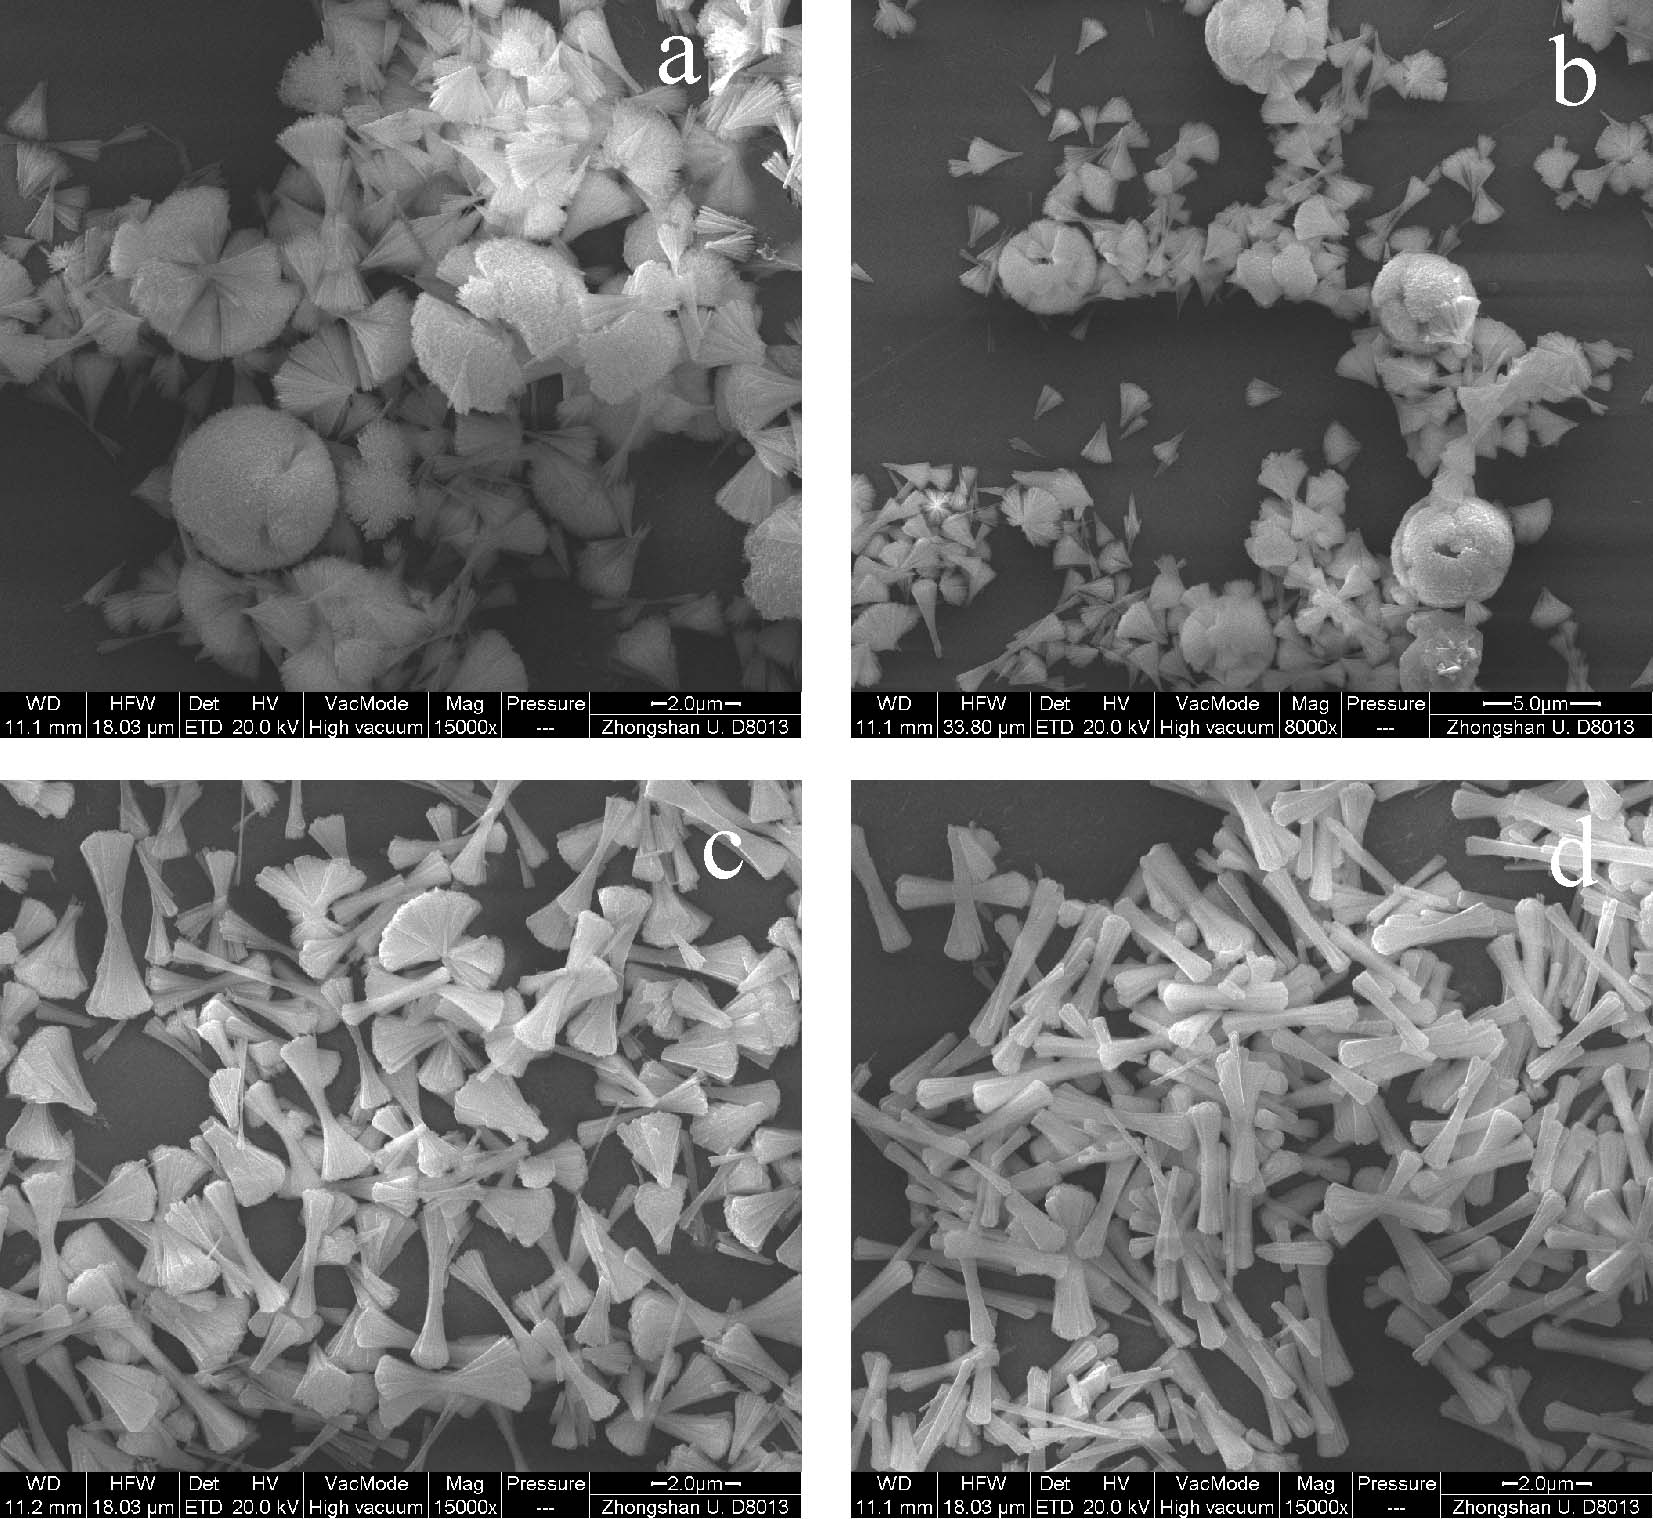 a
WD HFW Det HV VacMode Mag Pressure 2.0µm
11.1 mm 18.03 µm ETD 20.0 kV High vacuum 15000x --- Zhongshan U. D8013
b
WD HFW Det HV VacMode Mag Pressure 5.0µm
11.1 mm 33.80 µm ETD 20.0 kV High vacuum 8000x --- Zhongshan U. D8013
c
WD HFW Det HV VacMode Mag Pressure 2.0µm
11.2 mm 18.03 µm ETD 20.0 kV High vacuum 15000x --- Zhongshan U. D8013
d
WD HFW Det HV VacMode Mag Pressure 2.0µm
11.1 mm 18.03 µm ETD 20.0 kV High vacuum 15000x --- Zhongshan U. D8013